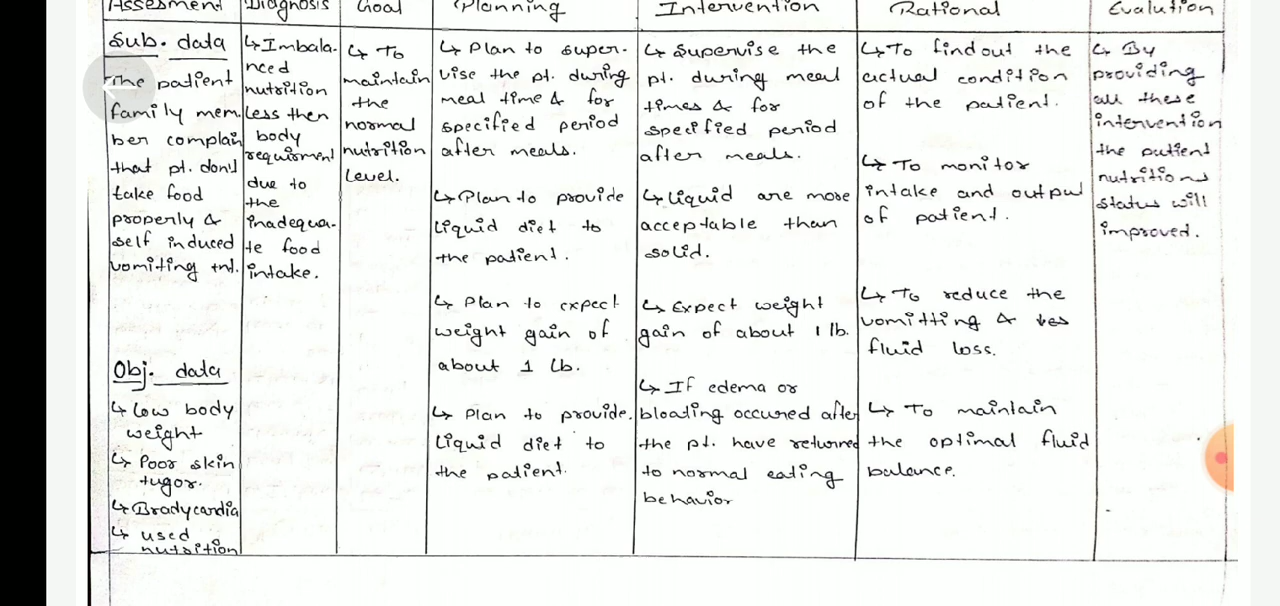 Assesment
Diagnosis
Goal
Planning
Intervention
Rational
Evalution
Sub. data
The patient
family mem
ber complain
that pt. dont
take food
properly &
self induced
vomiting tnt.
Obj. data
↳ Low body
weight
↳ Poor skin
tugor.
↳ Bradycardia
↳ used
nutrition
↳ Imbala-
nced
nutrition
less then
body
requirment
due to
the
inadequa-
te food
intake.
↳ To
maintain
the
normal
nutrition
Level.
↳ Plan to super-
vise the pt. during
meal time & for
specified period
after meals.
↳ Plan to provide
liquid diet to
the patient.
↳ Plan to expect
weight gain of
about 1 lb.
↳ Plan to provide.
liquid diet to
the patient.
↳ Supervise the
pt. during meal
times & for
specified period
after meals.
↳ Liquid are more
acceptable than
solid.
↳ Expect weight
gain of about 1 lb.
↳ If edema or
bloating occured after
the pt. have returned
to normal eating
behavior
↳ To find out the
actual condition
of the patient.
↳ To monitor
intake and output
of patient.
↳ To reduce the
vomitting &
fluid loss.
↳ To maintain
the optimal fluid
balance.
↳ By
providing
all these
intervention
the patient
nutritions
status will
improved.